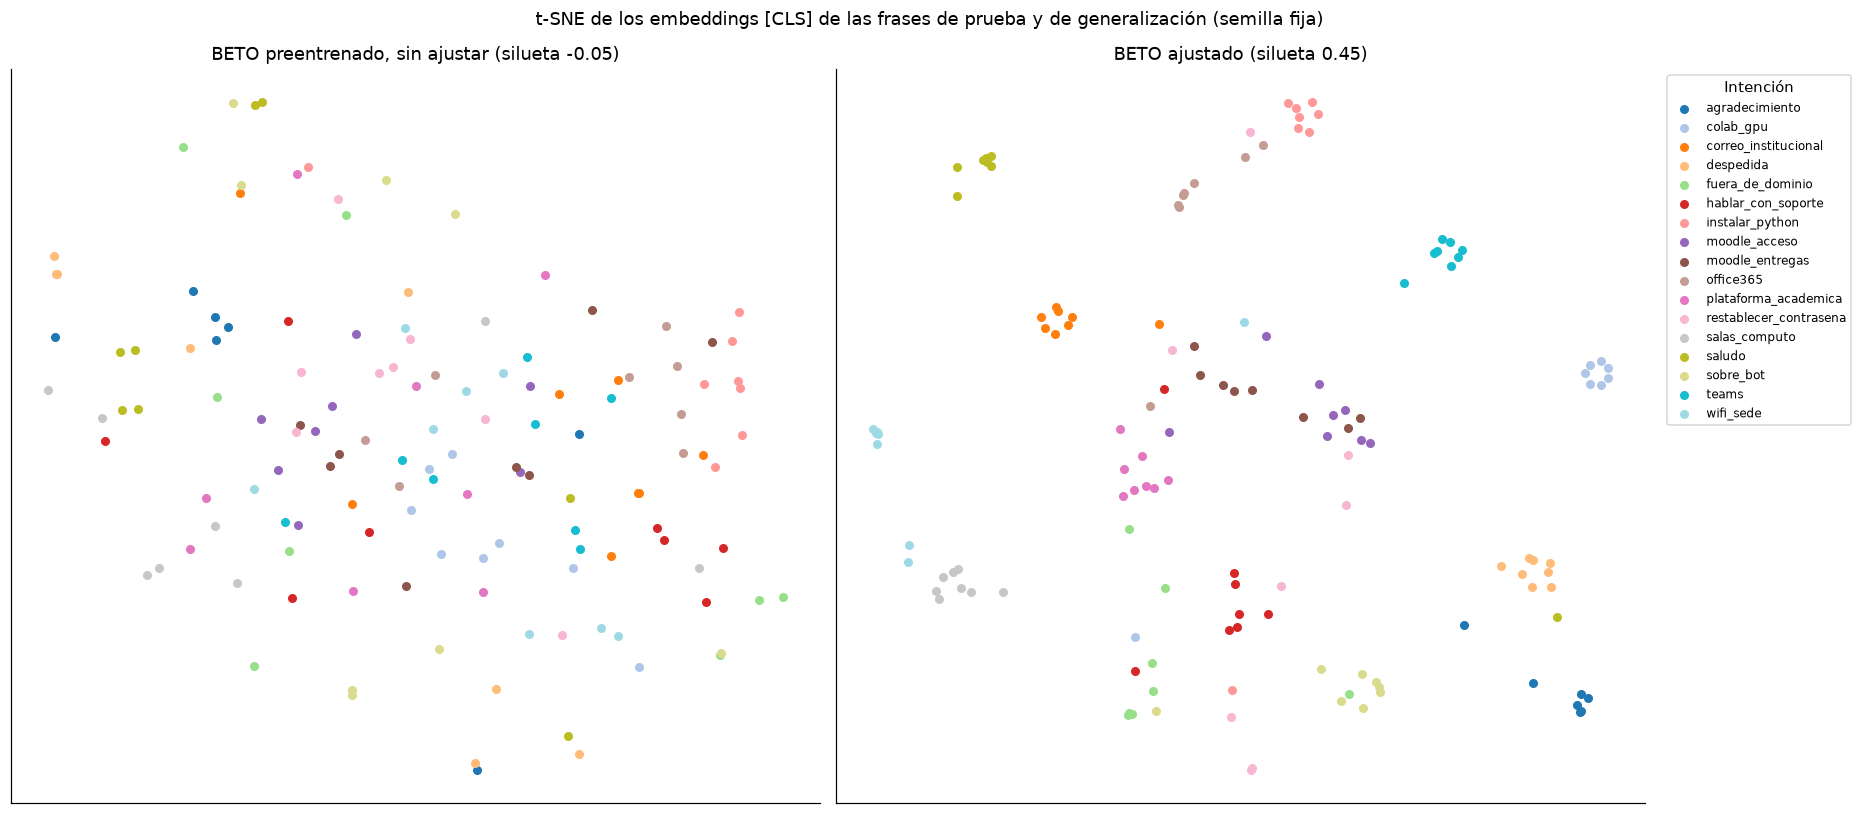 t-SNE de los embeddings [CLS] de las frases de prueba y de generalización (semilla fija)
BETO preentrenado, sin ajustar (silueta -0.05)
BETO ajustado (silueta 0.45)
Intención
agradecimiento
colab_gpu
correo_institucional
despedida
fuera_de_dominio
hablar_con_soporte
instalar_python
moodle_acceso
moodle_entregas
office365
plataforma_academica
restablecer_contrasena
salas_computo
saludo
sobre_bot
teams
wifi_sede